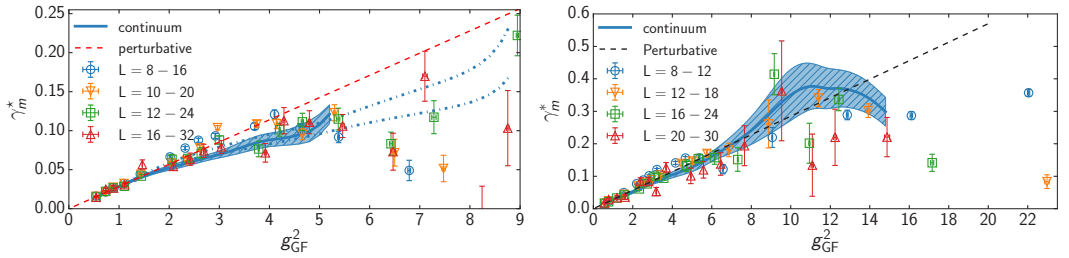 0.25
0.20
0.15
0.10
0.05
0.00
γ*m
continuum
perturbative
L = 8 − 16
L = 10 − 20
L = 12 − 24
L = 16 − 32
0 1 2 3 4 5 6 7 8 9
g²GF
0.6
0.5
0.4
0.3
0.2
0.1
0.0
γ*m
continuum
Perturbative
L = 8 − 12
L = 12 − 18
L = 16 − 24
L = 20 − 30
0 2 4 6 8 10 12 14 16 18 20 22
g²GF